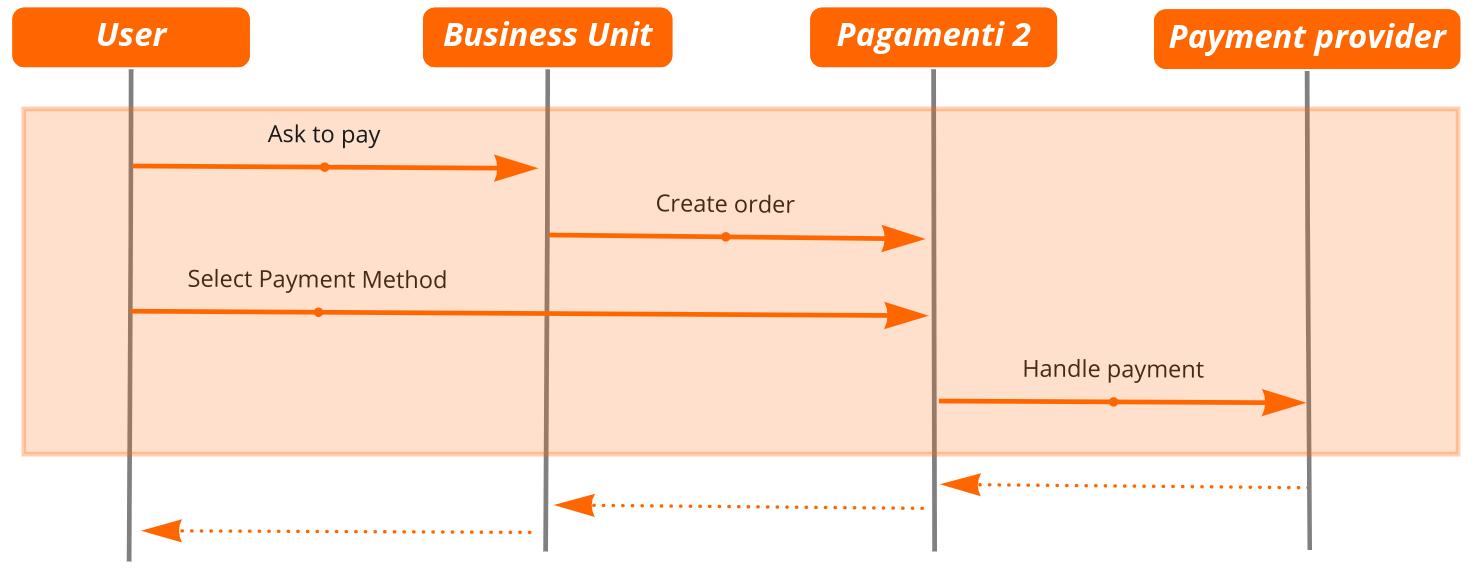 User
Business Unit
Pagamenti 2
Payment provider
Ask to pay
Create order
Select Payment Method
Handle payment